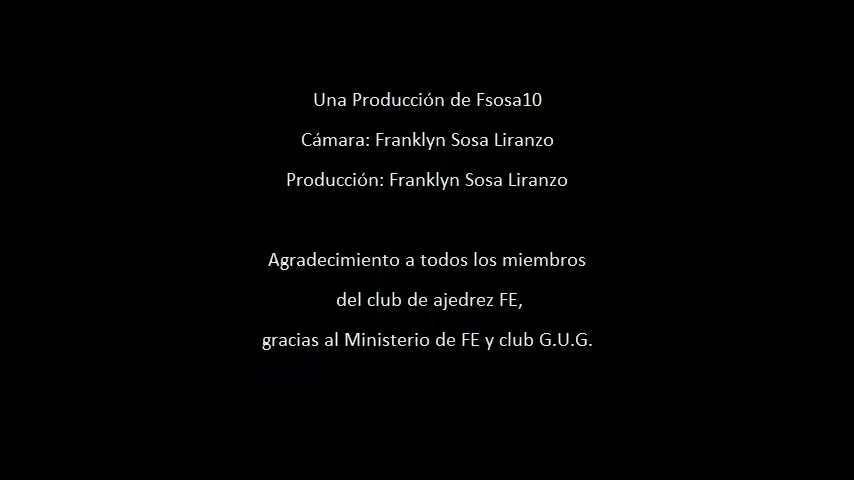 Una Producción de Fsosa10
Cámara: Franklyn Sosa Liranzo
Producción: Franklyn Sosa Liranzo
Agradecimiento a todos los miembros
del club de ajedrez FE,
gracias al Ministerio de FE y club G.U.G.